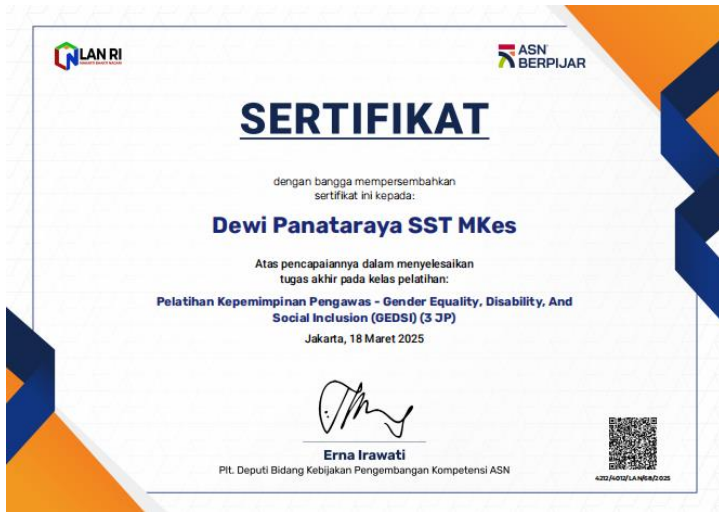 LAN RI
ASN
BERPIJAR
SERTIFIKAT
dengan bangga mempersembahkan
sertifikat ini kepada:
Dewi Panataraya SST MKes
Atas pencapaiannya dalam menyelesaikan
tugas akhir pada kelas pelatihan:
Pelatihan Kepemimpinan Pengawas - Gender Equality, Disability, And
Social Inclusion (GEDSI) (3 JP)
Jakarta, 18 Maret 2025
Erna Irawati
Plt. Deputi Bidang Kebijakan Pengembangan Kompetensi ASN